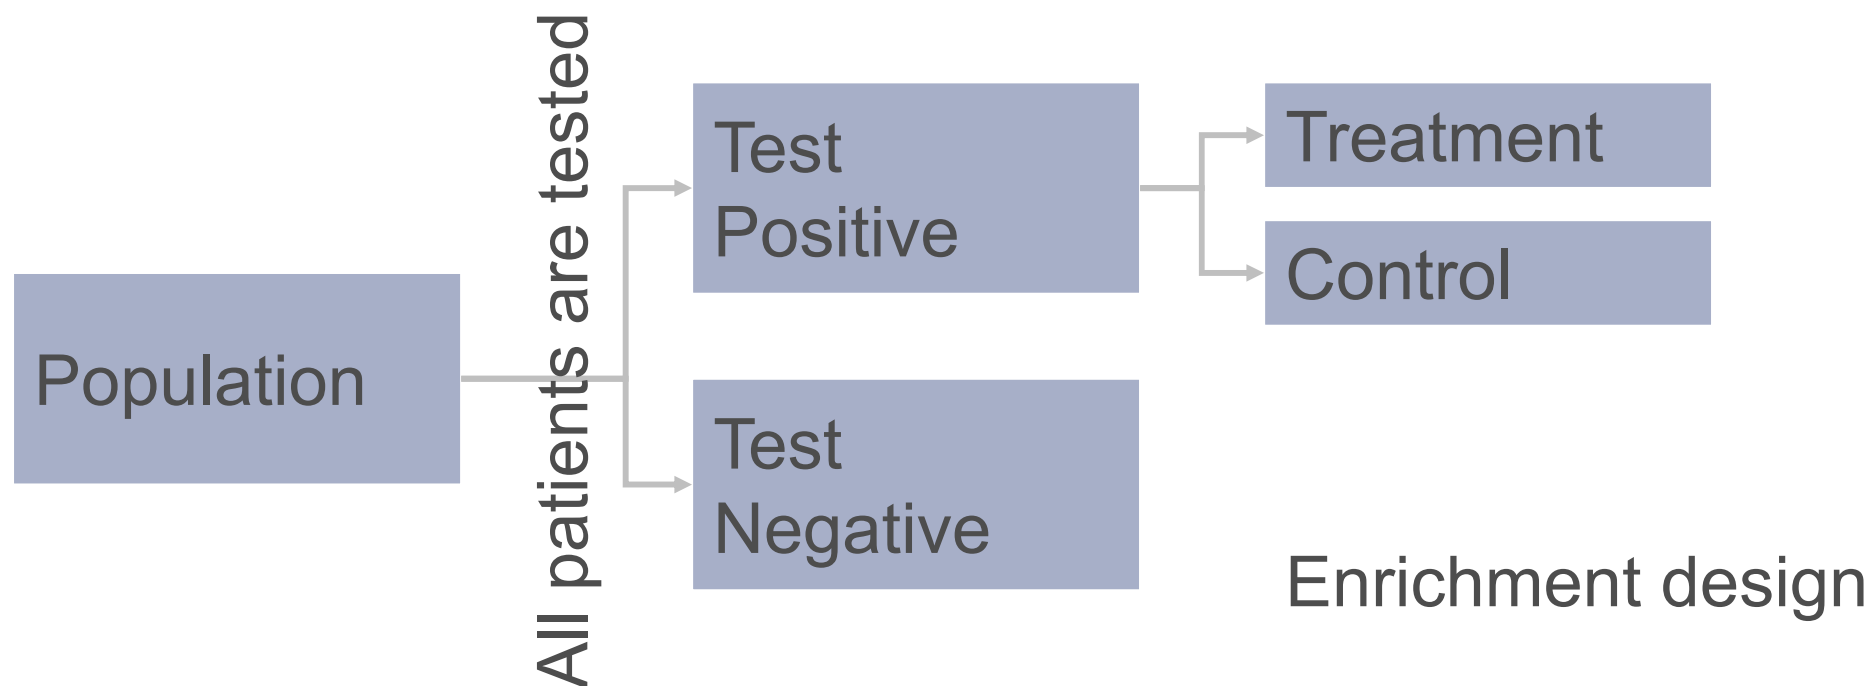 Population
All patients are tested
Test
Positive
Test
Negative
Treatment
Control
Enrichment design